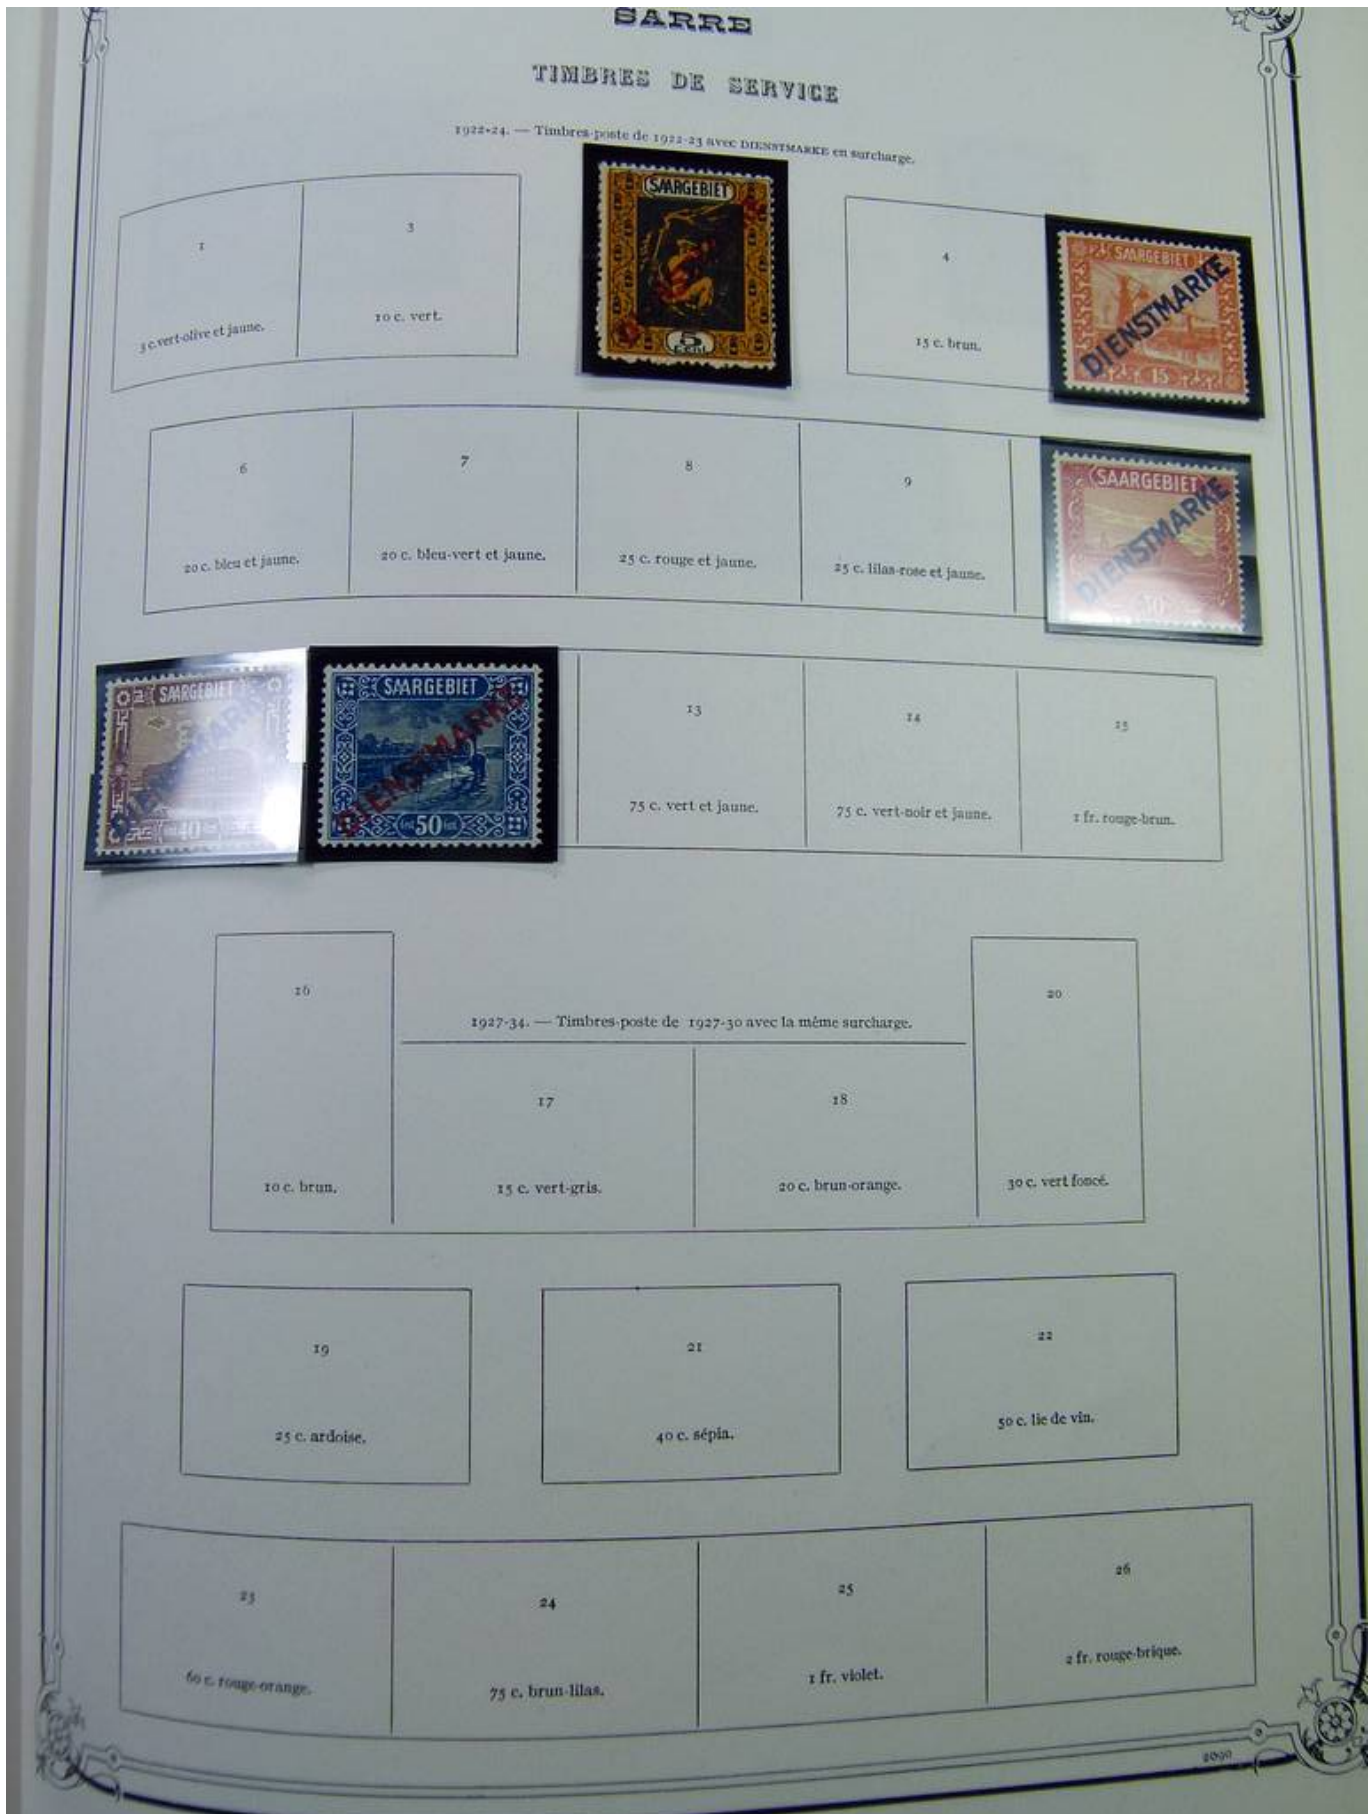 SARRE
TIMBRES DE SERVICE
1922-24. — Timbres-poste de 1922-23 avec DIENSTMARKE en surcharge.
1
3 c. vert-olive et jaune.
3
10 c. vert.
SAARGEBIET
5
cent.
4
15 c. brun.
SAARGEBIET
DIENSTMARKE
15
6
20 c. bleu et jaune.
7
20 c. bleu-vert et jaune.
8
25 c. rouge et jaune.
9
25 c. lilas-rose et jaune.
SAARGEBIET
DIENSTMARKE
30
SAARGEBIET
DIENSTMARKE
40
SAARGEBIET
DIENSTMARKE
cent 50 cent
13
75 c. vert et jaune.
14
75 c. vert-noir et jaune.
15
1 fr. rouge-brun.
16
10 c. brun.
1927-34. — Timbres-poste de 1927-30 avec la même surcharge.
17
15 c. vert-gris.
18
20 c. brun-orange.
20
30 c. vert foncé.
19
25 c. ardoise.
21
40 c. sépia.
22
50 c. lie de vin.
23
60 c. rouge-orange.
24
75 c. brun-lilas.
25
1 fr. violet.
26
2 fr. rouge-brique.
2090